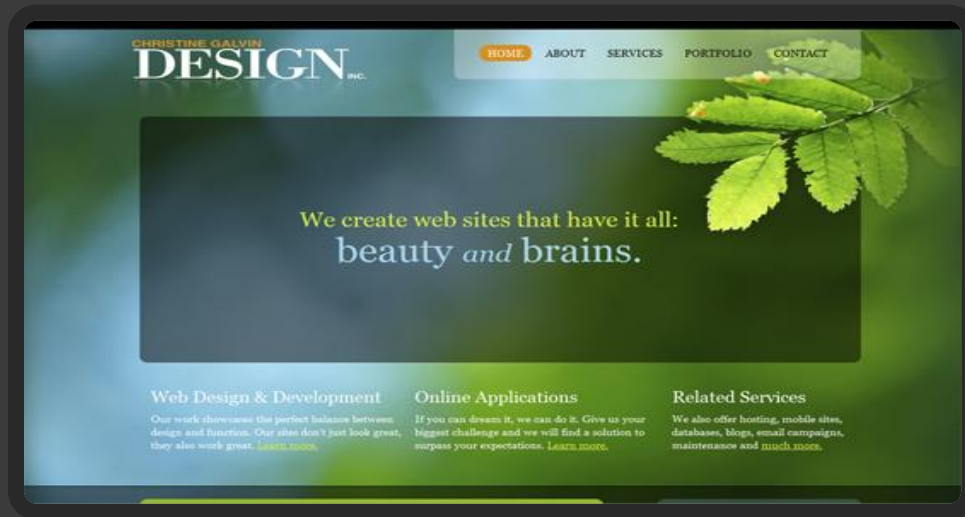 CHRISTINE GALVIN
DESIGN INC.
HOME ABOUT SERVICES PORTFOLIO CONTACT
We create web sites that have it all:
beauty and brains.
Web Design & Development
Our work showcases the perfect balance between
design and function. Our sites don't just look great,
they also work great. Learn more.
Online Applications
If you can dream it, we can do it. Give us your
biggest challenge and we will find a solution to
surpass your expectations. Learn more.
Related Services
We also offer hosting, mobile sites,
databases, blogs, email campaigns,
maintenance and much more.